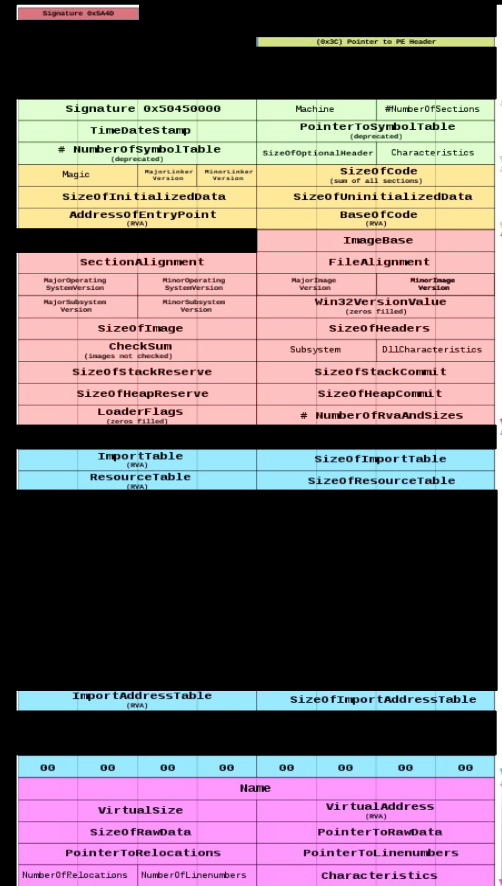 Signature 0x5A4D
(0x3C) Pointer to PE Header
Signature 0x50450000 Machine #NumberOfSections
TimeDateStamp PointerToSymbolTable
(deprecated)
# NumberOfSymbolTable SizeOfOptionalHeader Characteristics
(deprecated)
Magic MajorLinker Version MinorLinker Version SizeOfCode
(sum of all sections)
SizeOfInitializedData SizeOfUninitializedData
AddressOfEntryPoint BaseOfCode
(RVA) (RVA)
ImageBase
SectionAlignment FileAlignment
MajorOperating MinorOperating MajorImage MinorImage
SystemVersion SystemVersion Version Version
MajorSubsystem MinorSubsystem Win32VersionValue
Version Version (zeros filled)
SizeOfImage SizeOfHeaders
CheckSum Subsystem DllCharacteristics
(images not checked)
SizeOfStackReserve SizeOfStackCommit
SizeOfHeapReserve SizeOfHeapCommit
LoaderFlags # NumberOfRvaAndSizes
(zeros filled)
ImportTable SizeOfImportTable
(RVA)
ResourceTable SizeOfResourceTable
(RVA)
ImportAddressTable SizeOfImportAddressTable
(RVA)
00 00 00 00 00 00 00 00
Name
VirtualSize VirtualAddress
(RVA)
SizeOfRawData PointerToRawData
PointerToRelocations PointerToLinenumbers
NumberOfRelocations NumberOfLinenumbers Characteristics